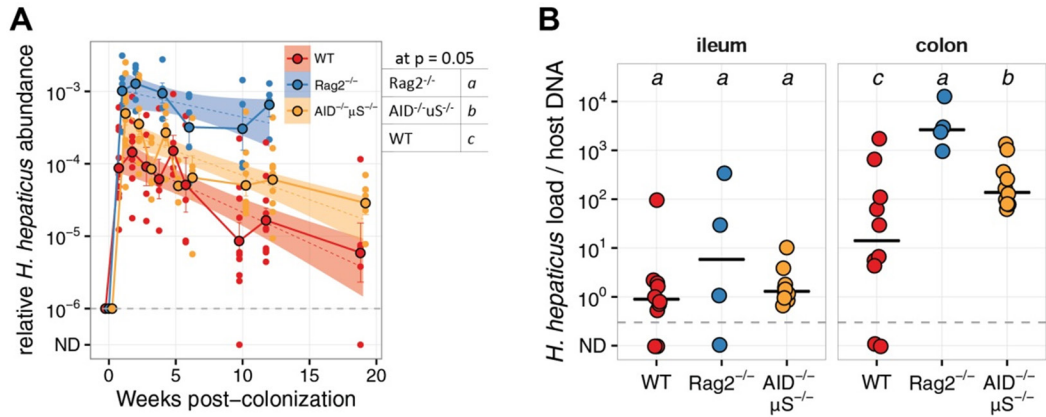 A
relative H. hepaticus abundance
10⁻³
10⁻⁴
10⁻⁵
10⁻⁶
ND
0
5
10
15
20
Weeks post−colonization
WT
Rag2⁻/⁻
AID⁻/⁻µS⁻/⁻
at p = 0.05
Rag2⁻/⁻ a
AID⁻/⁻uS⁻/⁻ b
WT c
B
H. hepaticus load / host DNA
ileum
colon
a a a
c a b
10⁴
10³
10²
10¹
10⁰
ND
WT
Rag2⁻/⁻
AID⁻/⁻
µS⁻/⁻
WT
Rag2⁻/⁻
AID⁻/⁻
µS⁻/⁻